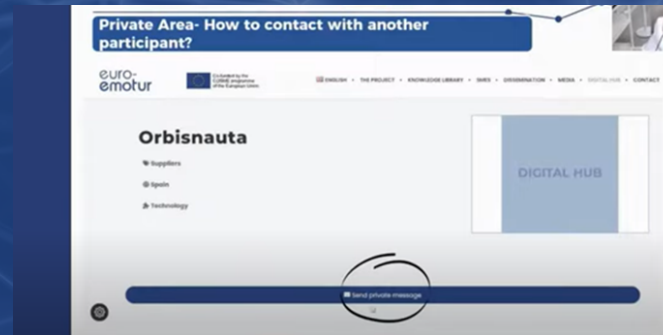 Private Area- How to contact with another
participant?
euro-
emotur
Co-funded by the
COSME programme
of the European Union
ENGLISH THE PROJECT KNOWLEDGE LIBRARY SMES DISSEMINATION MEDIA DIGITAL HUB CONTACT
Orbisnauta
Suppliers
Spain
Technology
DIGITAL HUB
Send private message